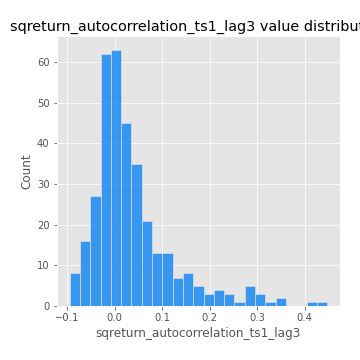 sqreturn_autocorrelation_ts1_lag3 value distribut
60
50
40
30
20
10
0
Count
−0.1 0.0 0.1 0.2 0.3 0.4
sqreturn_autocorrelation_ts1_lag3